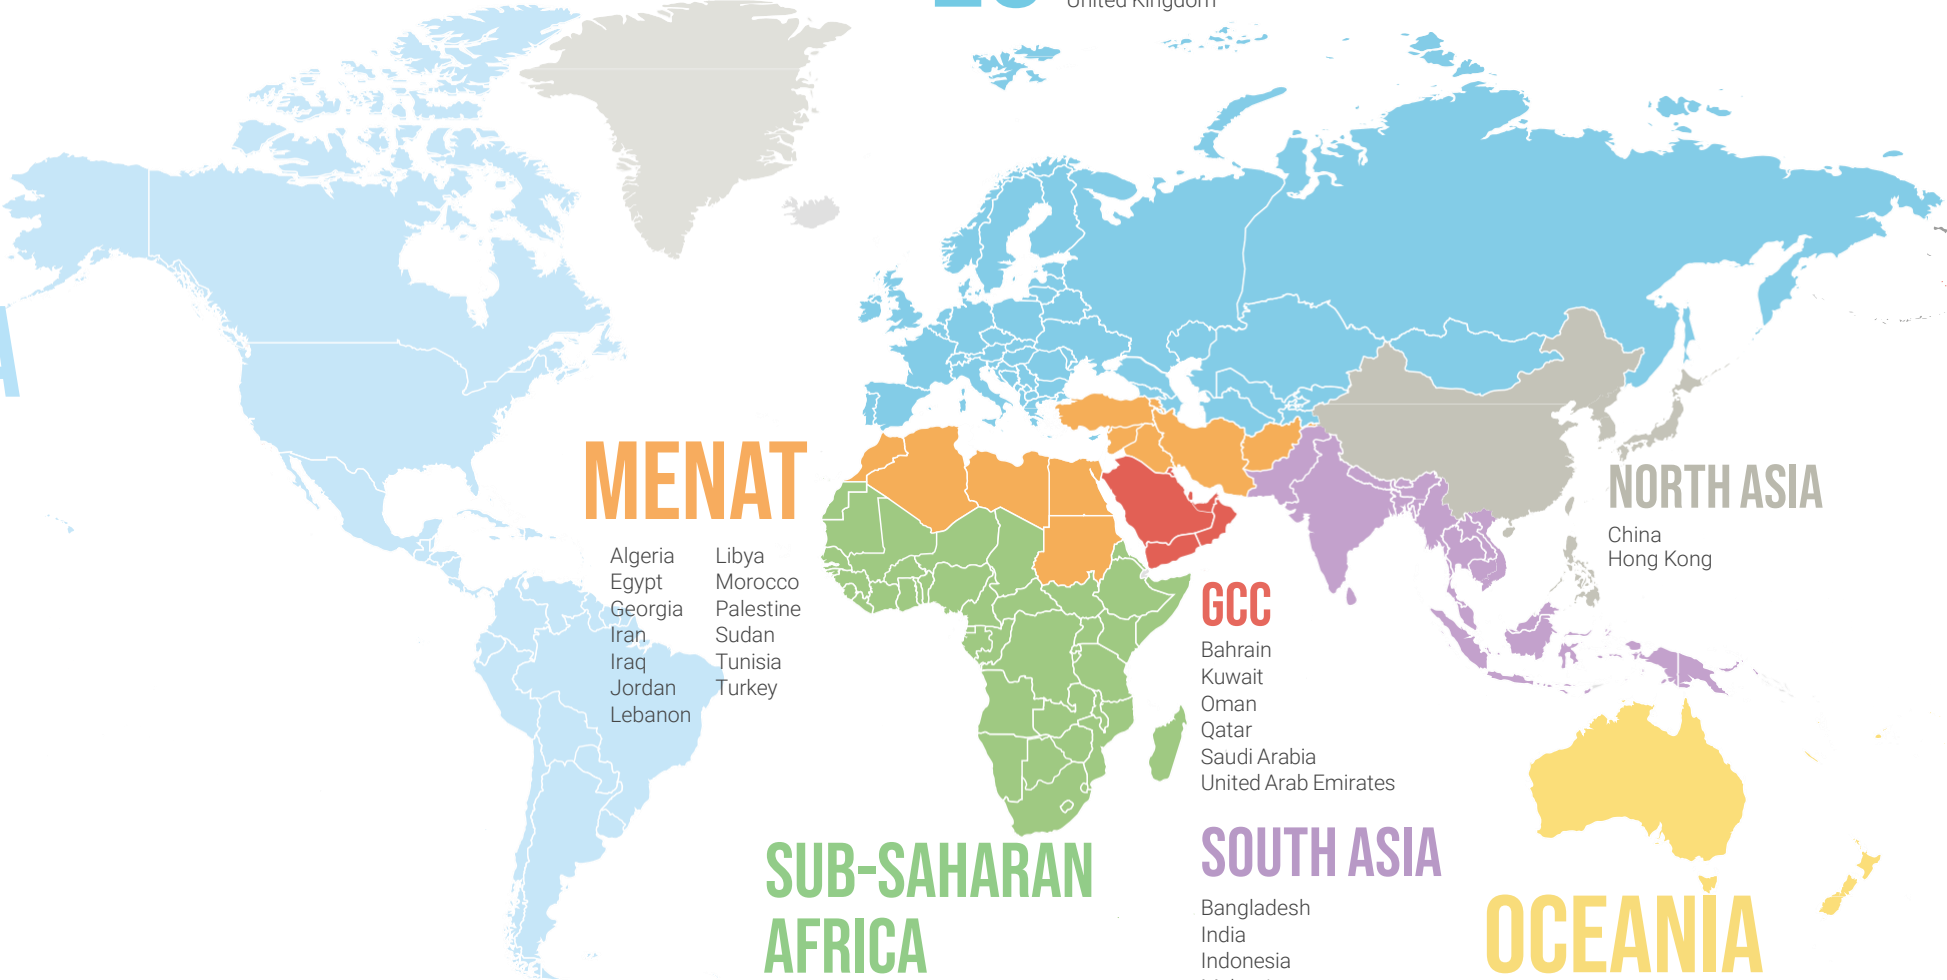 United Kingdom
MENAT
Algeria
Egypt
Georgia
Iran
Iraq
Jordan
Lebanon
Libya
Morocco
Palestine
Sudan
Tunisia
Turkey
NORTH ASIA
China
Hong Kong
GCC
Bahrain
Kuwait
Oman
Qatar
Saudi Arabia
United Arab Emirates
SUB-SAHARAN
AFRICA
SOUTH ASIA
Bangladesh
India
Indonesia
OCEANIA